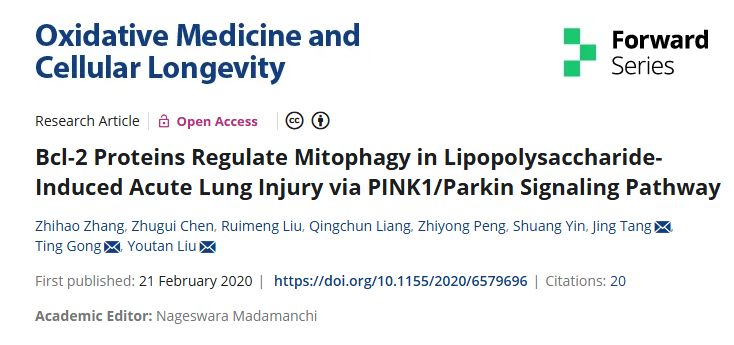 Oxidative Medicine and
Cellular Longevity
Forward
Series
Research Article | Open Access | cc
Bcl-2 Proteins Regulate Mitophagy in Lipopolysaccharide-
Induced Acute Lung Injury via PINK1/Parkin Signaling Pathway
Zhihao Zhang, Zhugui Chen, Ruimeng Liu, Qingchun Liang, Zhiyong Peng, Shuang Yin, Jing Tang,
Ting Gong, Youtan Liu
First published: 21 February 2020 | https://doi.org/10.1155/2020/6579696 | Citations: 20
Academic Editor: Nageswara Madamanchi